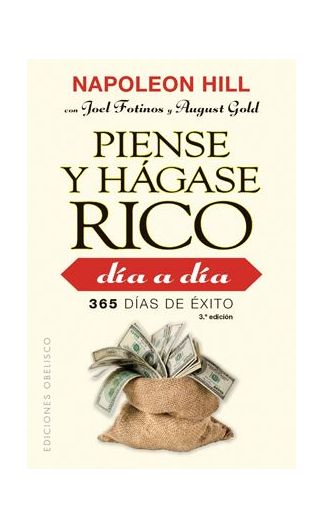 NAPOLEON HILL
con Joel Fotinos y August Gold
PIENSE
Y HÁGASE
RICO
día a día
365 DÍAS DE ÉXITO
3.ª edición
EDICIONES OBELISCO